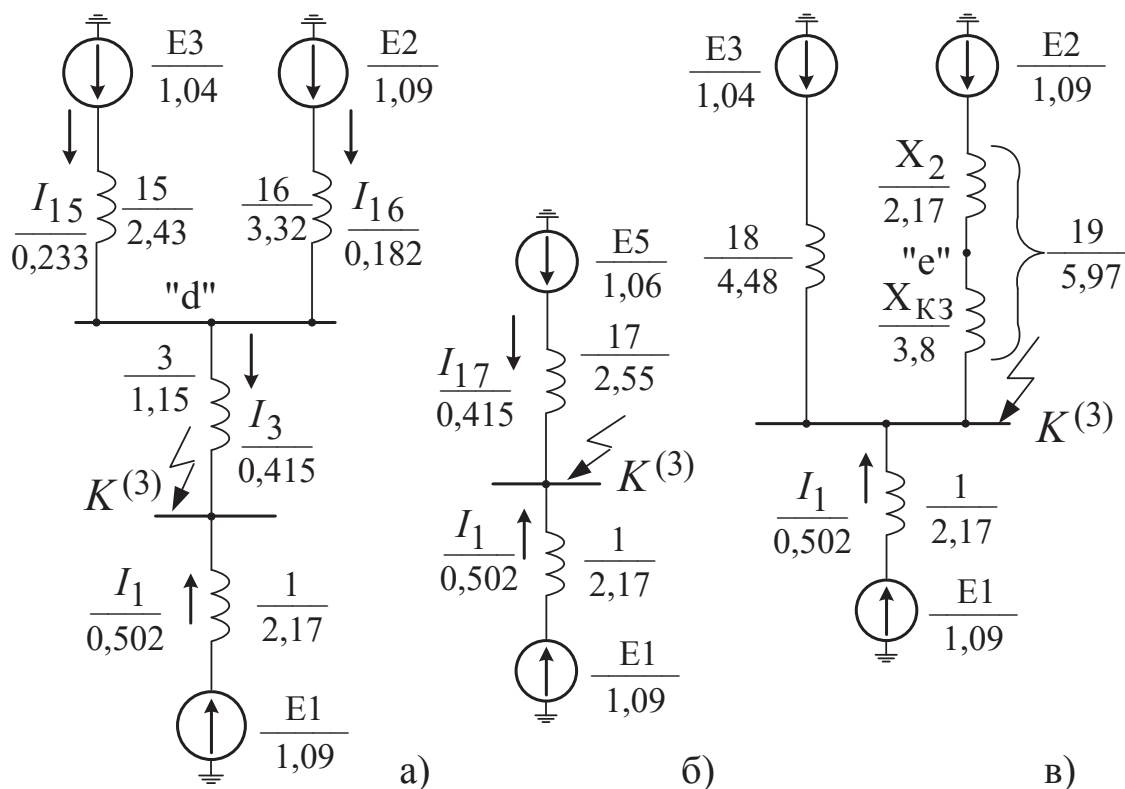 E3
1,04
E2
1,09
I15
0,233
15
2,43
16
3,32
I16
0,182
"d"
3
1,15
I3
0,415
K(3)
I1
0,502
1
2,17
E1
1,09
а)
E5
1,06
I17
0,415
17
2,55
K(3)
I1
0,502
1
2,17
E1
1,09
б)
E3
1,04
E2
1,09
X2
2,17
18
4,48
"e"
19
5,97
XКЗ
3,8
K(3)
I1
0,502
1
2,17
E1
1,09
в)